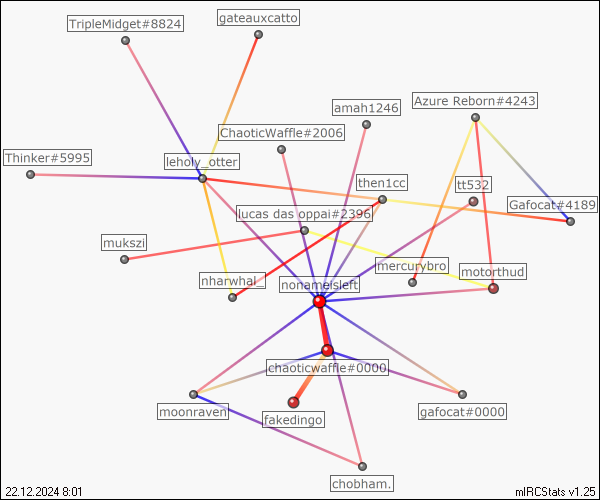 gateauxcatto
TripleMidget#8824
Azure Reborn#4243
amah1246
ChaoticWaffle#2006
Thinker#5995
leholy_otter
then1cc
tt532
Gafocat#4189
lucas das oppai#2396
mukszi
mercurybro
motorthud
nharwhal_
nonameisleft
chaoticwaffle#0000
moonraven
fakedingo
gafocat#0000
chobham.
22.12.2024 8:01
mIRCStats v1.25